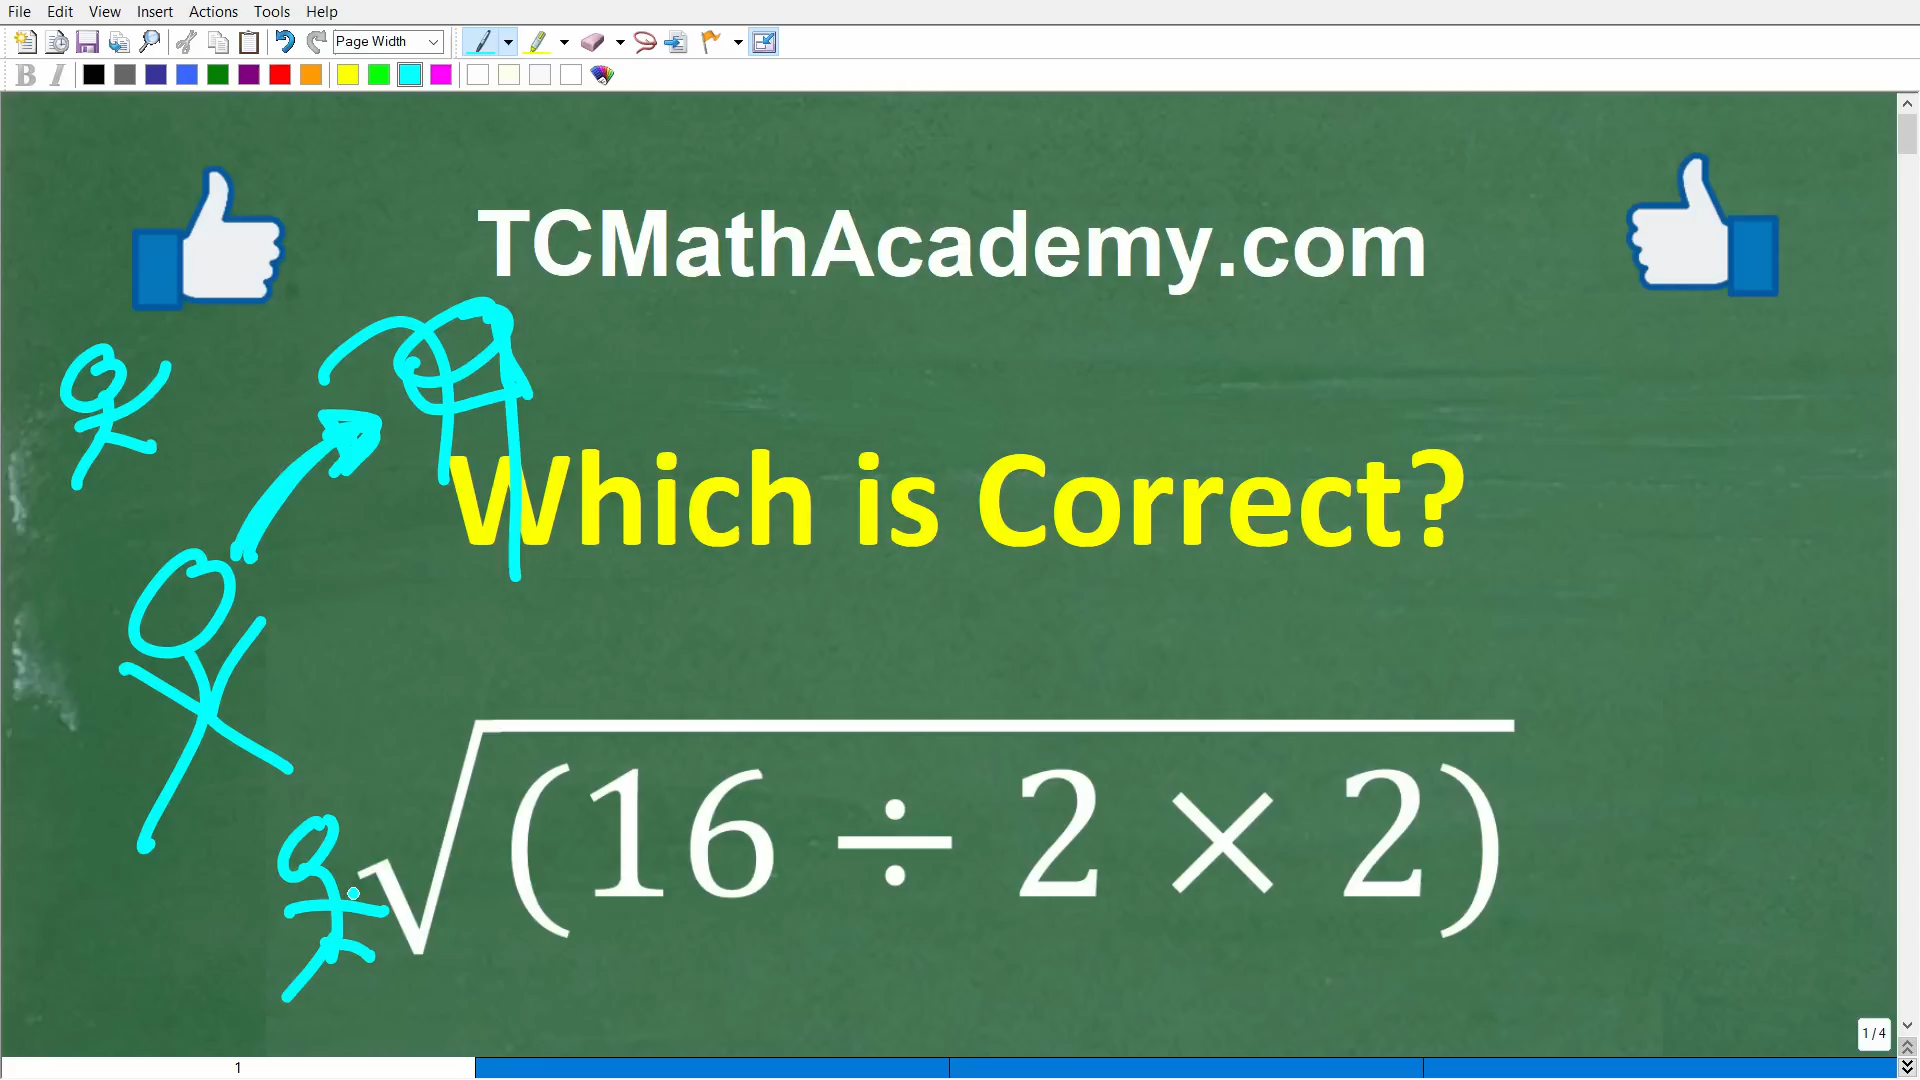 File Edit View Insert Actions Tools Help
Page Width
B I
TCMathAcademy.com
Which is Correct?
√(16 ÷ 2 × 2)
1 / 4
1